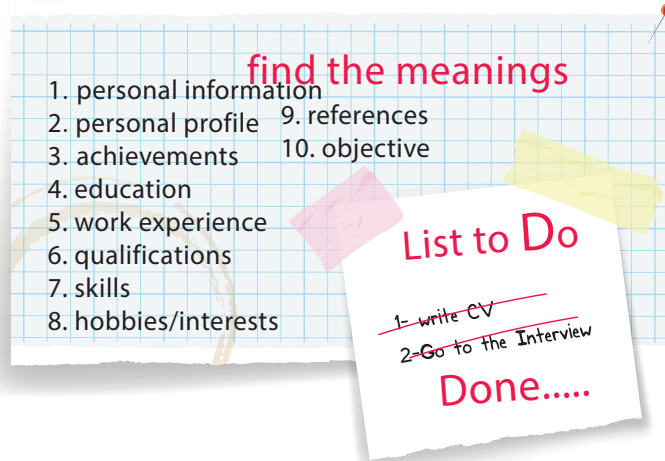 find the meanings
1. personal information
2. personal profile
3. achievements
4. education
5. work experience
6. qualifications
7. skills
8. hobbies/interests
9. references
10. objective
List to Do
1- write CV
2-Go to the Interview
Done.....